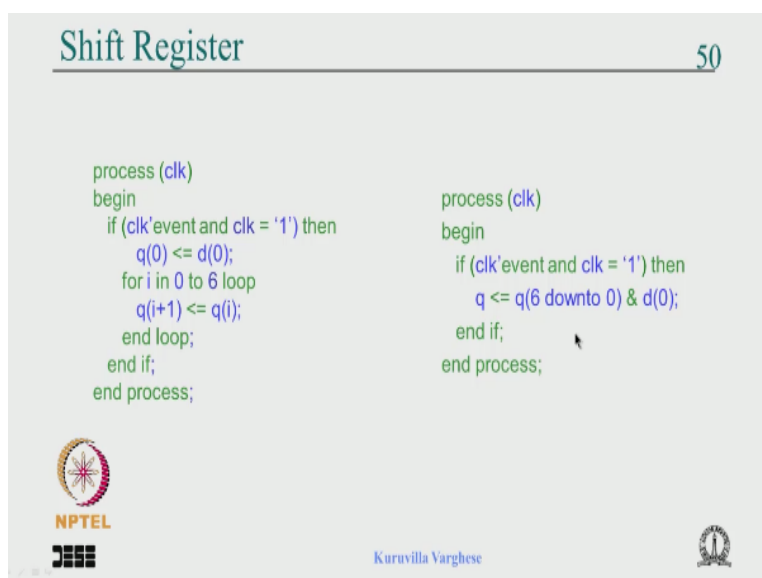 Shift Register
50
process (clk)
begin
if (clk'event and clk = ‘1’) then
q(0) <= d(0);
for i in 0 to 6 loop
q(i+1) <= q(i);
end loop;
end if;
end process;
process (clk)
begin
if (clk'event and clk = ‘1’) then
q <= q(6 downto 0) & d(0);
end if;
end process;
NPTEL
DESE
Kuruvilla Varghese